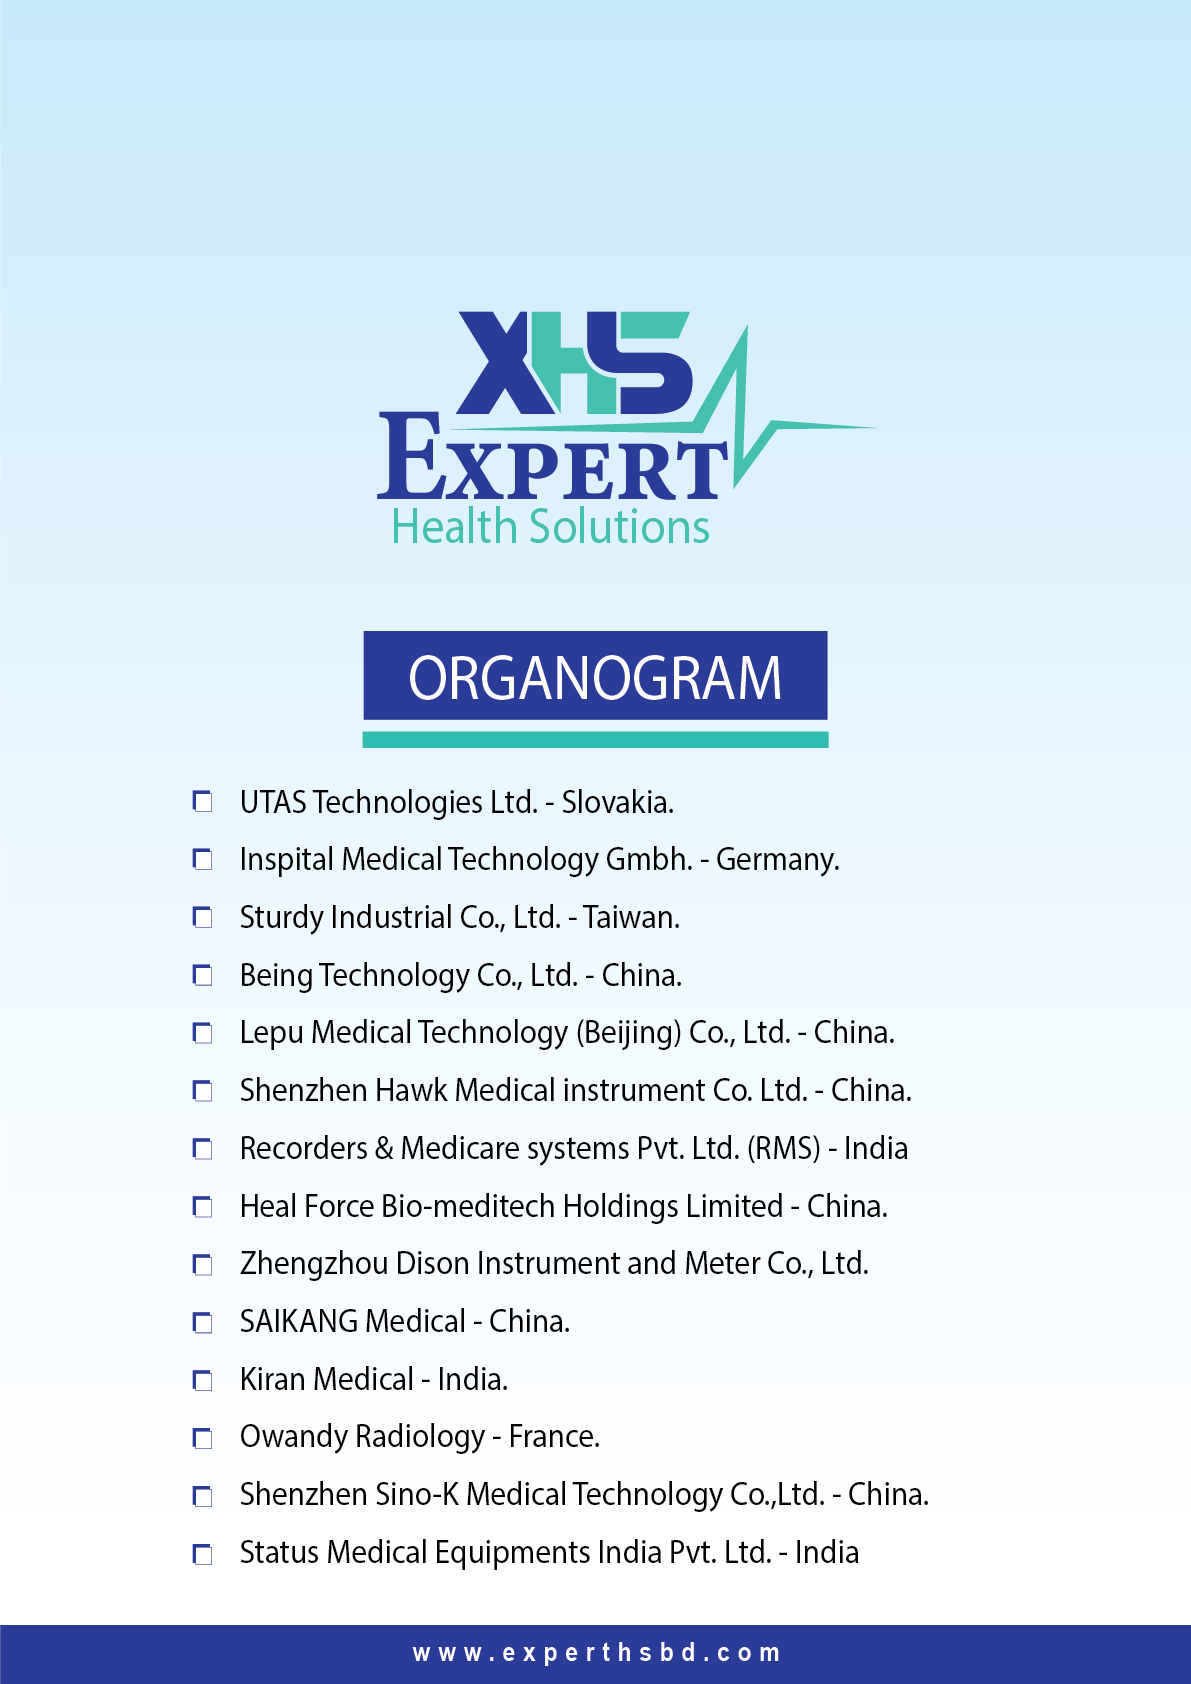 XHS
EXPERT
Health Solutions
ORGANOGRAM
UTAS Technologies Ltd. - Slovakia.
Inspital Medical Technology Gmbh. - Germany.
Sturdy Industrial Co., Ltd. - Taiwan.
Being Technology Co., Ltd. - China.
Lepu Medical Technology (Beijing) Co., Ltd. - China.
Shenzhen Hawk Medical instrument Co. Ltd. - China.
Recorders & Medicare systems Pvt. Ltd. (RMS) - India
Heal Force Bio-meditech Holdings Limited - China.
Zhengzhou Dison Instrument and Meter Co., Ltd.
SAIKANG Medical - China.
Kiran Medical - India.
Owandy Radiology - France.
Shenzhen Sino-K Medical Technology Co.,Ltd. - China.
Status Medical Equipments India Pvt. Ltd. - India
www.experthsbd.com